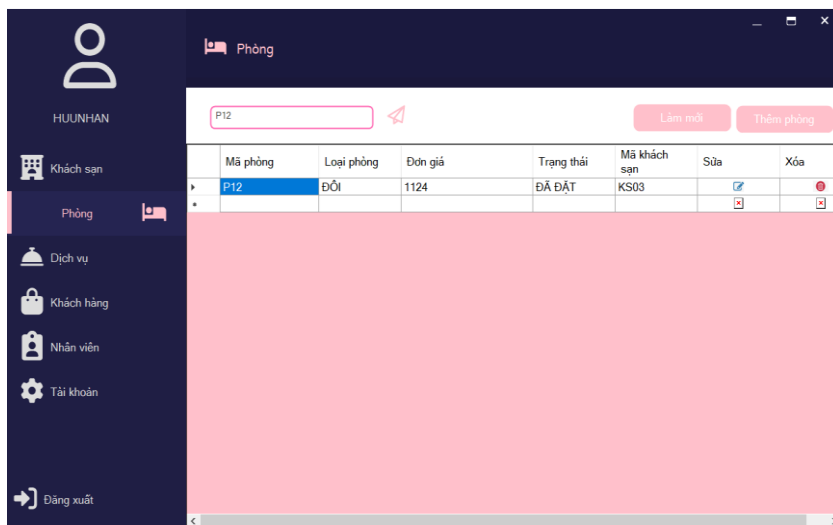 Phòng
HUUNHAN
P12
Làm mới
Thêm phòng
Khách sạn
Phòng
Dịch vụ
Khách hàng
Nhân viên
Tài khoản
Đăng xuất
Mã phòng Loại phòng Đơn giá Trạng thái Mã khách sạn Sửa Xóa
P12 ĐÔI 1124 ĐÃ ĐẶT KS03